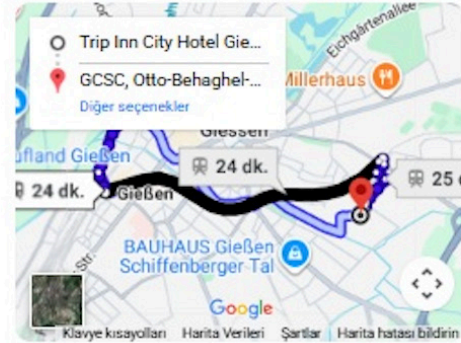 Trip Inn City Hotel Gie...
GCSC, Otto-Behaghel-...
Diğer seçenekler
Eichgärtenallee
Millerhaus
Giessen
ufland Gießen
24 dk.
24 dk.
25 d
Gießen
BAUHAUS Gießen
Schiffenberger Tal
Str.
Google
Klavye kısayolları Harita Verileri Şartlar Harita hatası bildirin